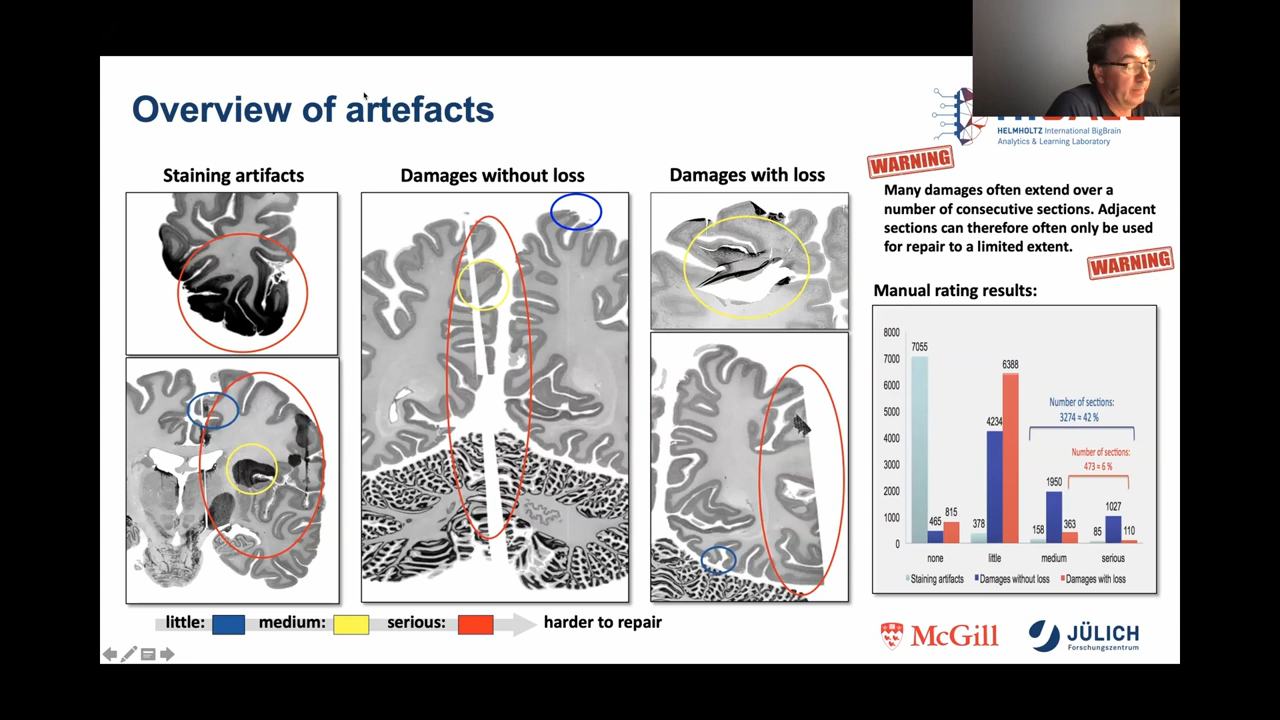 Overview of artefacts
HELMHOLTZ International BigBrain
Analytics & Learning Laboratory
Staining artifacts
Damages without loss
Damages with loss
WARNING
Many damages often extend over a
number of consecutive sections. Adjacent
sections can therefore often only be used
for repair to a limited extent.
WARNING
Manual rating results:
8000
7000
6000
5000
4000
3000
2000
1000
0
7055
465
815
378
4234
6388
158
1950
363
85
1027
110
Number of sections:
3274 ≈ 42 %
Number of sections:
473 ≈ 6 %
none
little
medium
serious
Staining artifacts
Damages without loss
Damages with loss
little:
medium:
serious:
harder to repair
McGill
JÜLICH
Forschungszentrum